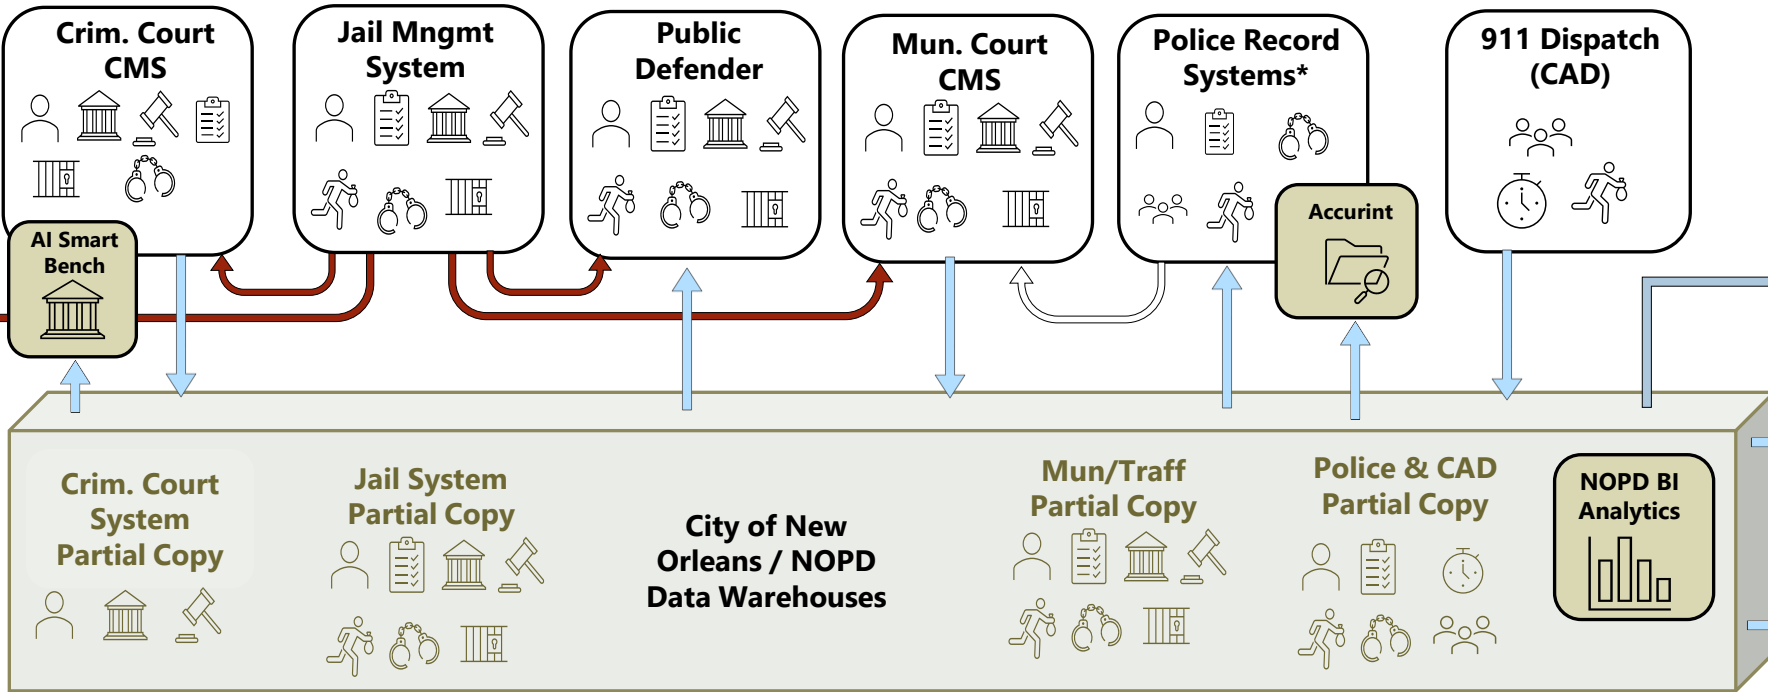 Crim. Court
CMS
Jail Mngmt
System
Public
Defender
Mun. Court
CMS
Police Record
Systems*
911 Dispatch
(CAD)
AI Smart
Bench
Accurint
Crim. Court
System
Partial Copy
Jail System
Partial Copy
City of New
Orleans / NOPD
Data Warehouses
Mun/Traff
Partial Copy
Police & CAD
Partial Copy
NOPD BI
Analytics